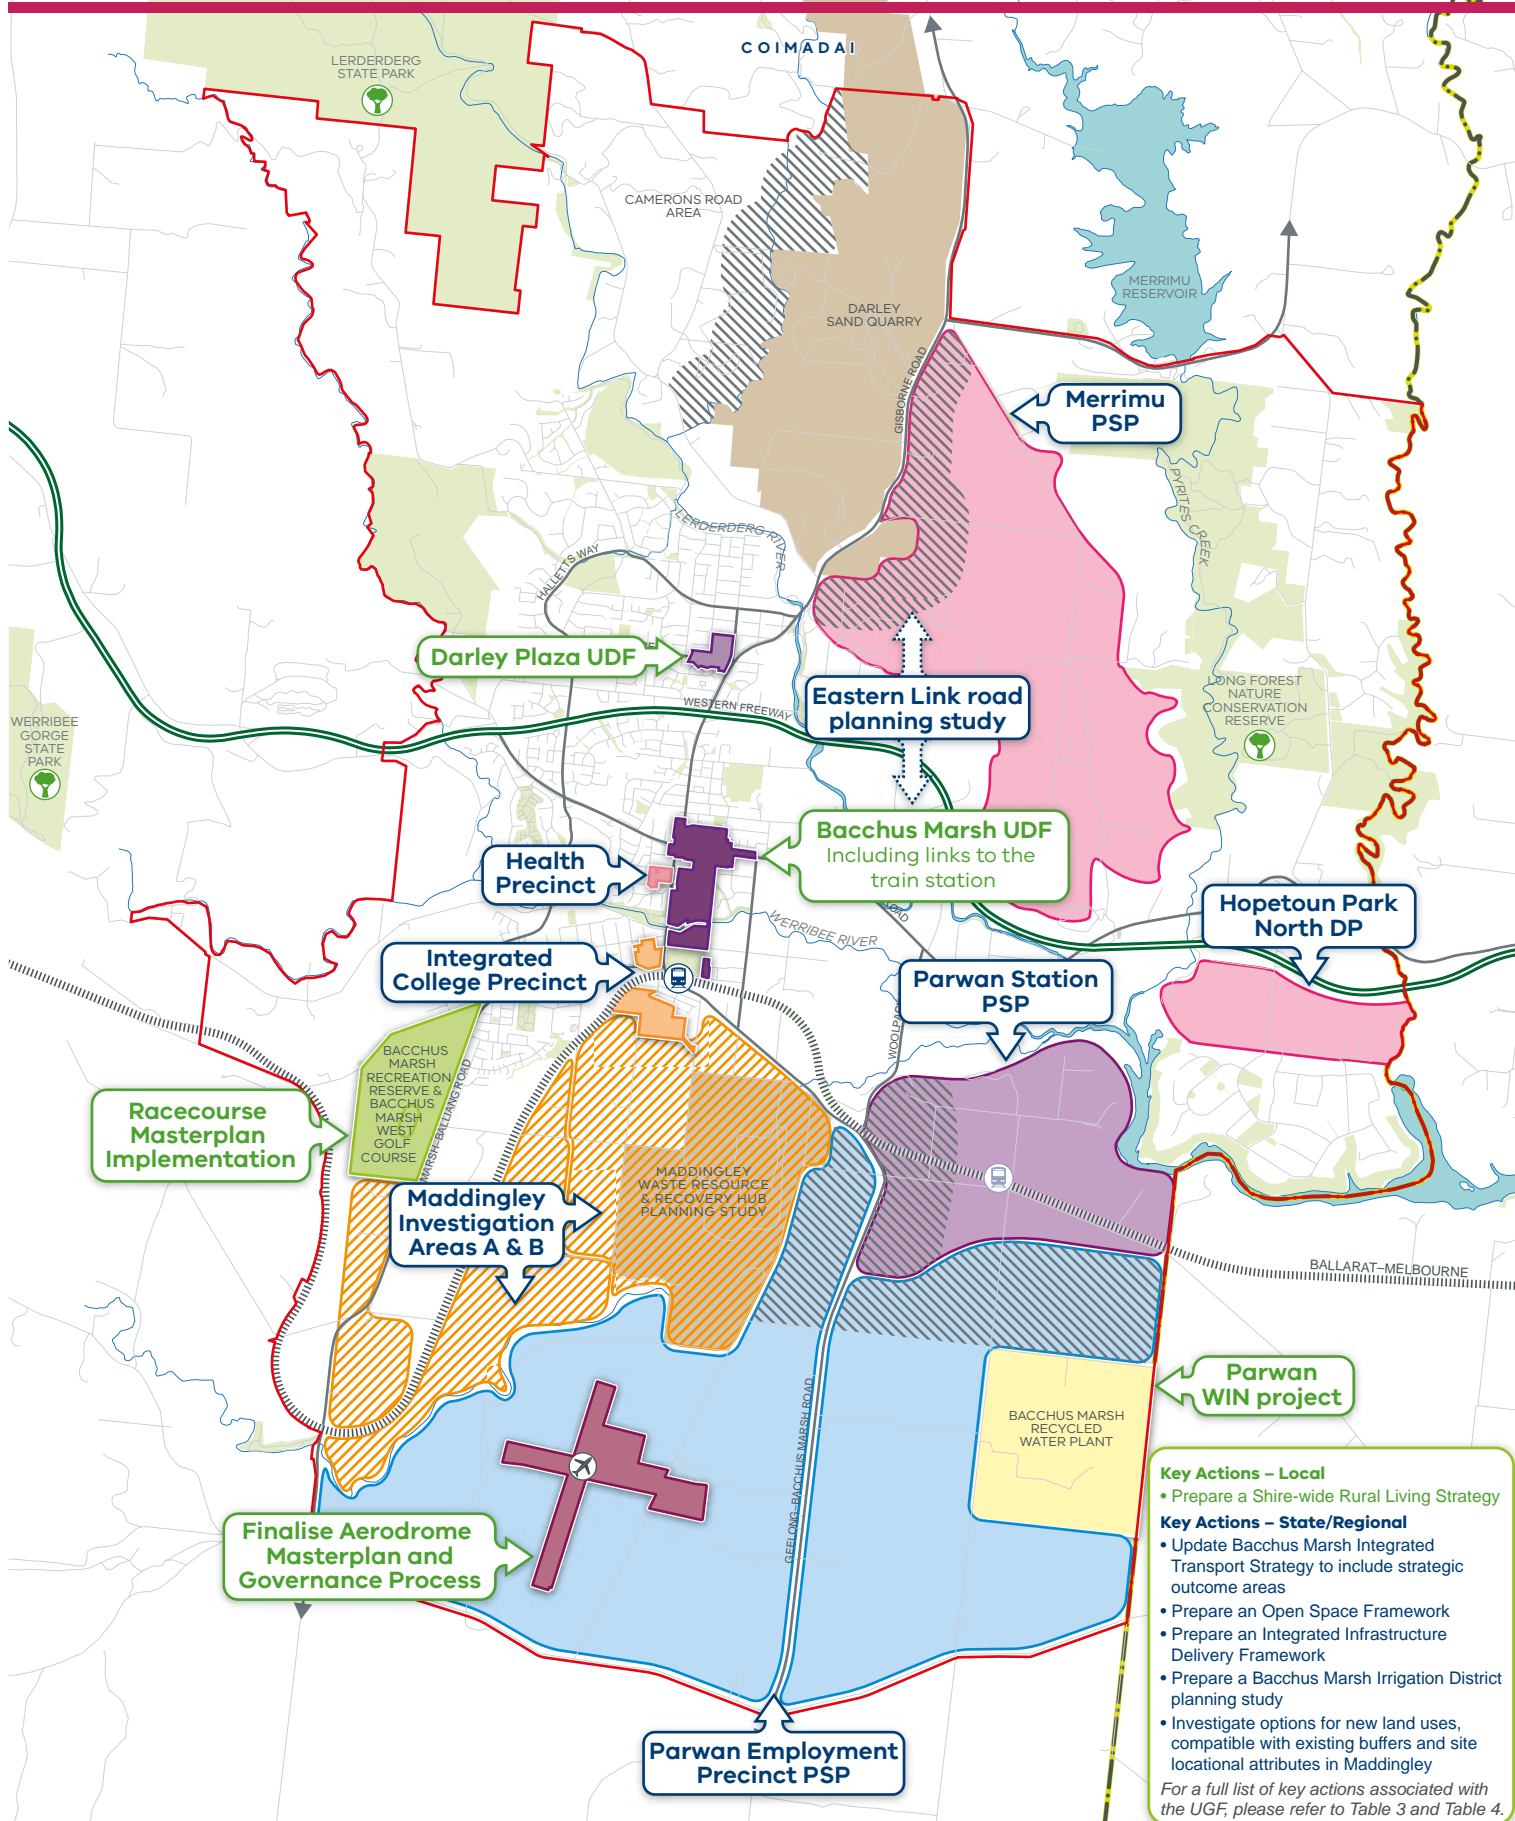 COIMADAI
LERDERDERG
STATE PARK
CAMERONS ROAD
AREA
MERRIMU
RESERVOIR
DARLEY
SAND QUARRY
GISBORNE ROAD
Merrimu
PSP
PYRITES CREEK
LERDERDERG RIVER
HALLETTS WAY
Darley Plaza UDF
WESTERN FREEWAY
Eastern Link road
planning study
LONG FOREST
NATURE
CONSERVATION
RESERVE
WERRIBEE
GORGE
STATE
PARK
Bacchus Marsh UDF
Including links to the
train station
Health
Precinct
ROAD
Hopetoun Park
North DP
WERRIBEE RIVER
Integrated
College Precinct
Parwan Station
PSP
BACCHUS
MARSH
RECREATION
RESERVE &
BACCHUS
MARSH
WEST
GOLF
COURSE
MARSH-BALLIANG ROAD
Racecourse
Masterplan
Implementation
MADDINGLEY
WASTE RESOURCE
& RECOVERY HUB
PLANNING STUDY
Maddingley
Investigation
Areas A & B
BALLARAT–MELBOURNE
Parwan
WIN project
BACCHUS MARSH
RECYCLED
WATER PLANT
GEELONG–BACCHUS MARSH ROAD
Finalise Aerodrome
Masterplan and
Governance Process
Parwan Employment
Precinct PSP
Key Actions – Local
• Prepare a Shire-wide Rural Living Strategy
Key Actions – State/Regional
• Update Bacchus Marsh Integrated
Transport Strategy to include strategic
outcome areas
• Prepare an Open Space Framework
• Prepare an Integrated Infrastructure
Delivery Framework
• Prepare a Bacchus Marsh Irrigation District
planning study
• Investigate options for new land uses,
compatible with existing buffers and site
locational attributes in Maddingley
For a full list of key actions associated with
the UGF, please refer to Table 3 and Table 4.